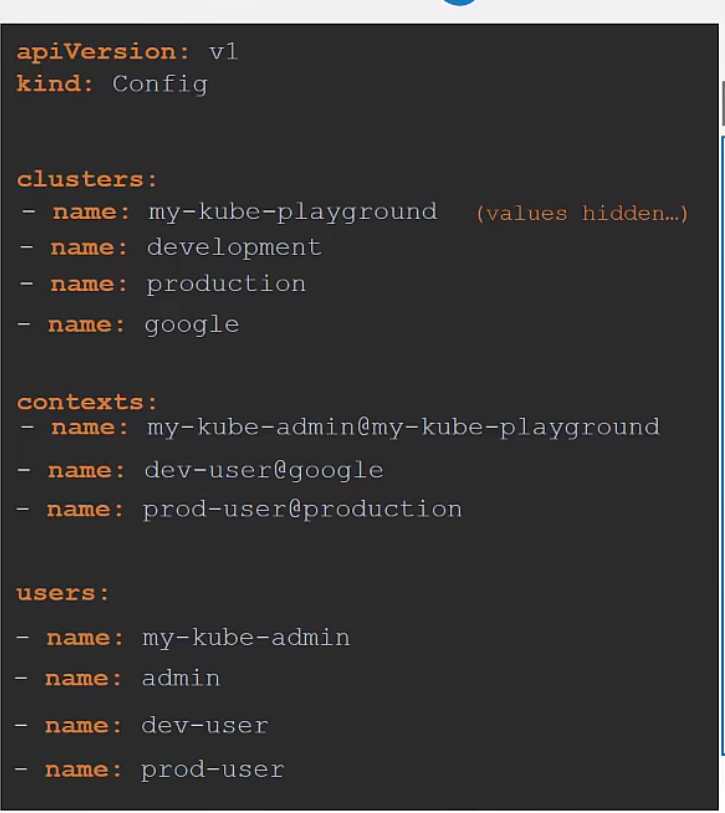 apiVersion: v1
kind: Config
clusters:
- name: my-kube-playground (values hidden…)
- name: development
- name: production
- name: google
contexts:
- name: my-kube-admin@my-kube-playground
- name: dev-user@google
- name: prod-user@production
users:
- name: my-kube-admin
- name: admin
- name: dev-user
- name: prod-user